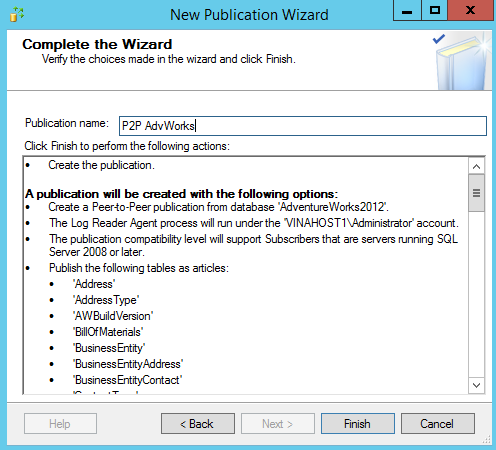 New Publication Wizard
Complete the Wizard
Verify the choices made in the wizard and click Finish.
Publication name: P2P AdvWorks
Click Finish to perform the following actions:
• Create the publication.
A publication will be created with the following options:
• Create a Peer-to-Peer publication from database 'AdventureWorks2012'.
• The Log Reader Agent process will run under the 'VINAHOST1\Administrator' account.
• The publication compatibility level will support Subscribers that are servers running SQL
Server 2008 or later.
• Publish the following tables as articles:
• 'Address'
• 'AddressType'
• 'AWBuildVersion'
• 'BillOfMaterials'
• 'BusinessEntity'
• 'BusinessEntityAddress'
• 'BusinessEntityContact'
Help
< Back
Next >
Finish
Cancel